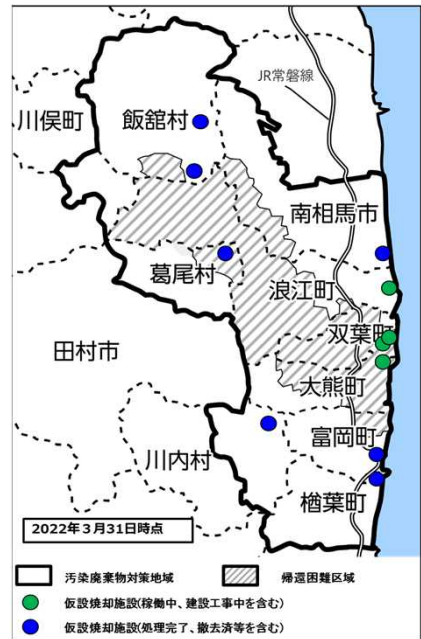 JR常磐線
川俣町
飯舘村
南相馬市
葛尾村
浪江町
双葉町
田村市
大熊町
富岡町
川内村
楢葉町
2022年3月31日時点
汚染廃棄物対策地域
帰還困難区域
仮設焼却施設(稼働中、建設工事中を含む)
仮設焼却施設(処理完了、撤去済等を含む)